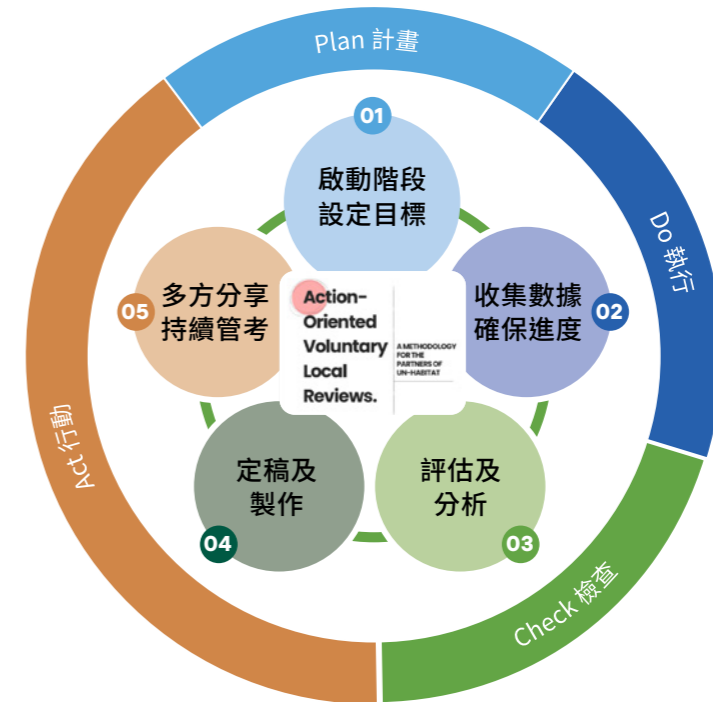 Plan 計畫
Do 執行
Check 檢查
Act 行動
01
啟動階段
設定目標
02
收集數據
確保進度
03
評估及
分析
04
定稿及
製作
05
多方分享
持續管考
Action-
Oriented
Voluntary
Local
Reviews.
A METHODOLOGY
FOR THE
PARTNERS OF
UN-HABITAT